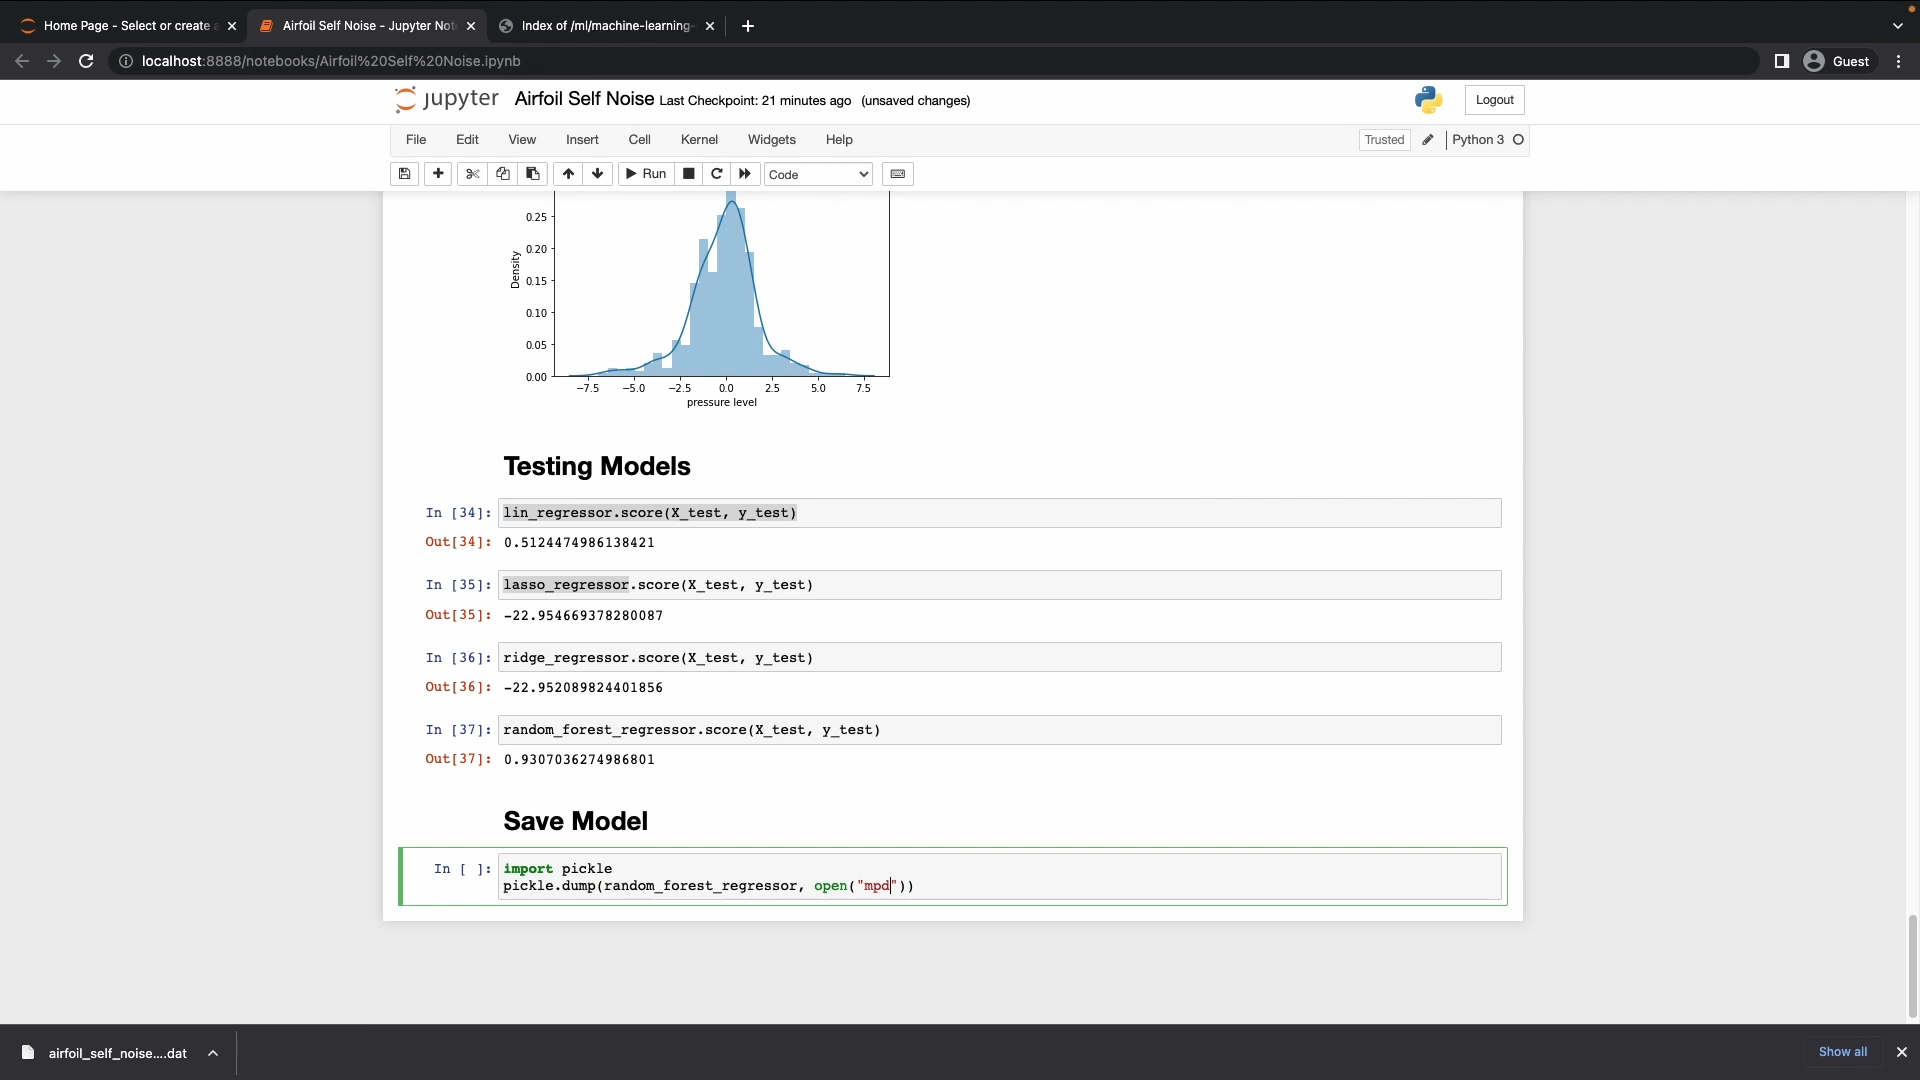 Home Page - Select or create a
Airfoil Self Noise - Jupyter Not
Index of /ml/machine-learning-
localhost:8888/notebooks/Airfoil%20Self%20Noise.ipynb
Guest
jupyter Airfoil Self Noise Last Checkpoint: 21 minutes ago (unsaved changes)
Logout
File Edit View Insert Cell Kernel Widgets Help
Trusted
Python 3
Run
Code
0.25
0.20
0.15
0.10
0.05
0.00
Density
−7.5 −5.0 −2.5 0.0 2.5 5.0 7.5
pressure level
Testing Models
In [34]: lin_regressor.score(X_test, y_test)
Out[34]: 0.5124474986138421
In [35]: lasso_regressor.score(X_test, y_test)
Out[35]: -22.954669378280087
In [36]: ridge_regressor.score(X_test, y_test)
Out[36]: -22.952089824401856
In [37]: random_forest_regressor.score(X_test, y_test)
Out[37]: 0.9307036274986801
Save Model
In [ ]: import pickle
pickle.dump(random_forest_regressor, open("mpd"))
airfoil_self_noise....dat
Show all